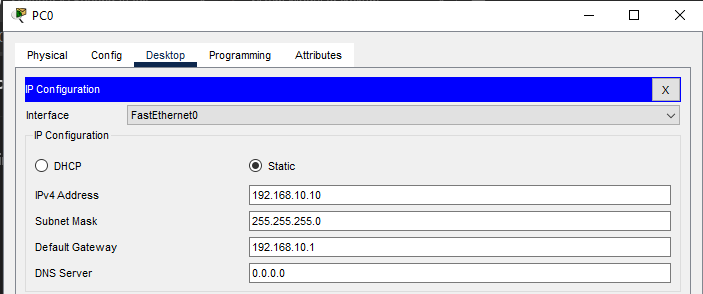 PC0
Physical Config Desktop Programming Attributes
IP Configuration X
Interface FastEthernet0
IP Configuration
DHCP Static
IPv4 Address 192.168.10.10
Subnet Mask 255.255.255.0
Default Gateway 192.168.10.1
DNS Server 0.0.0.0